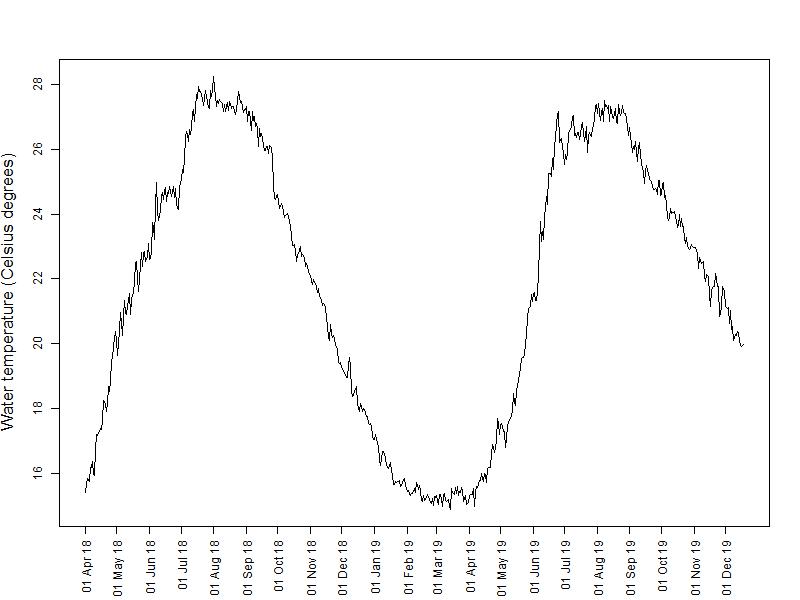 Water temperature (Celsius degrees)
28
26
24
22
20
18
16
01 Apr 18
01 May 18
01 Jun 18
01 Jul 18
01 Aug 18
01 Sep 18
01 Oct 18
01 Nov 18
01 Dec 18
01 Jan 19
01 Feb 19
01 Mar 19
01 Apr 19
01 May 19
01 Jun 19
01 Jul 19
01 Aug 19
01 Sep 19
01 Oct 19
01 Nov 19
01 Dec 19